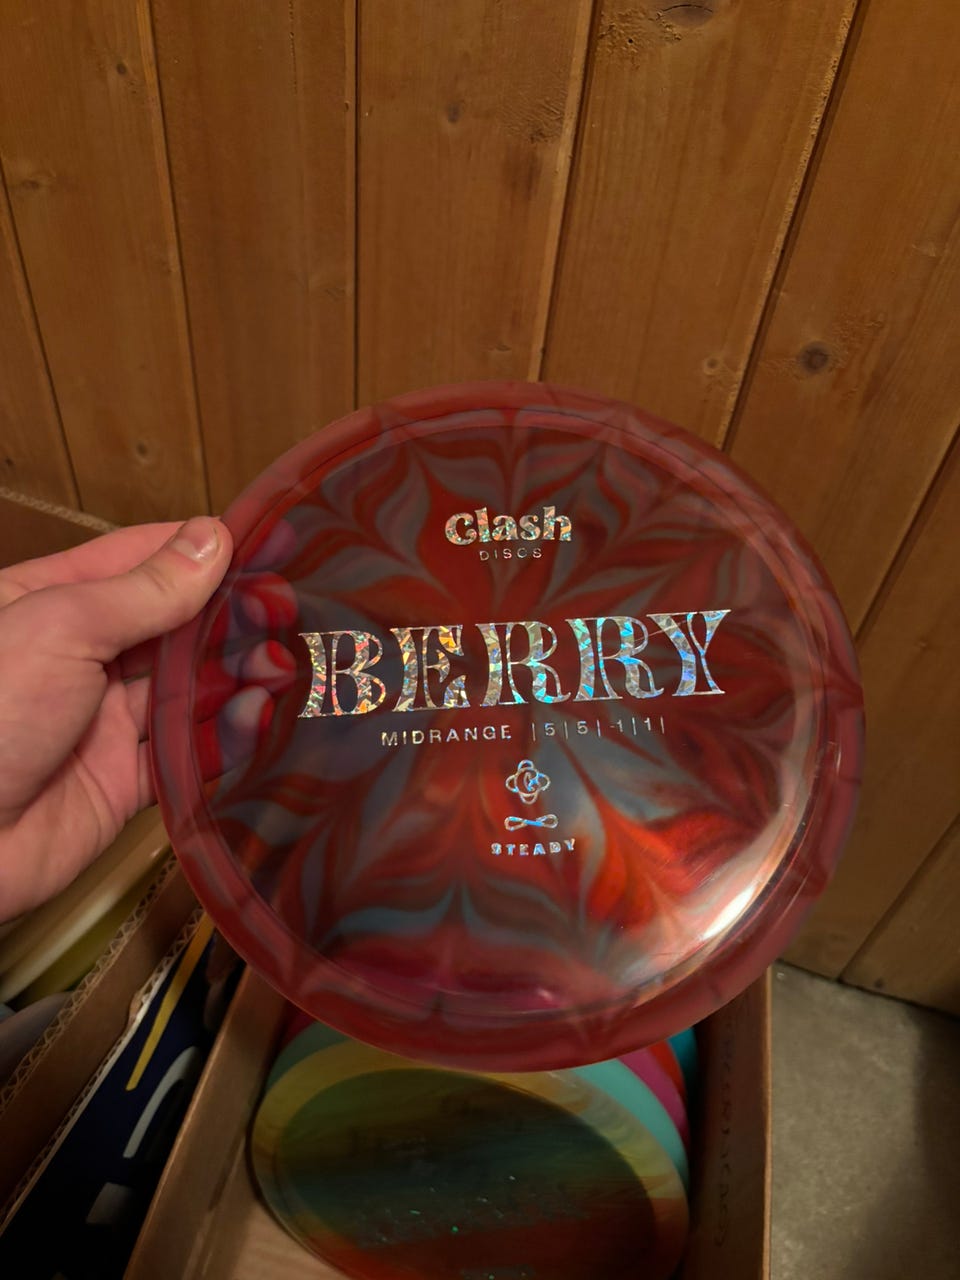 Clash
DISCS
BERRY
MIDRANGE |5|5|-1|1|
STEADY